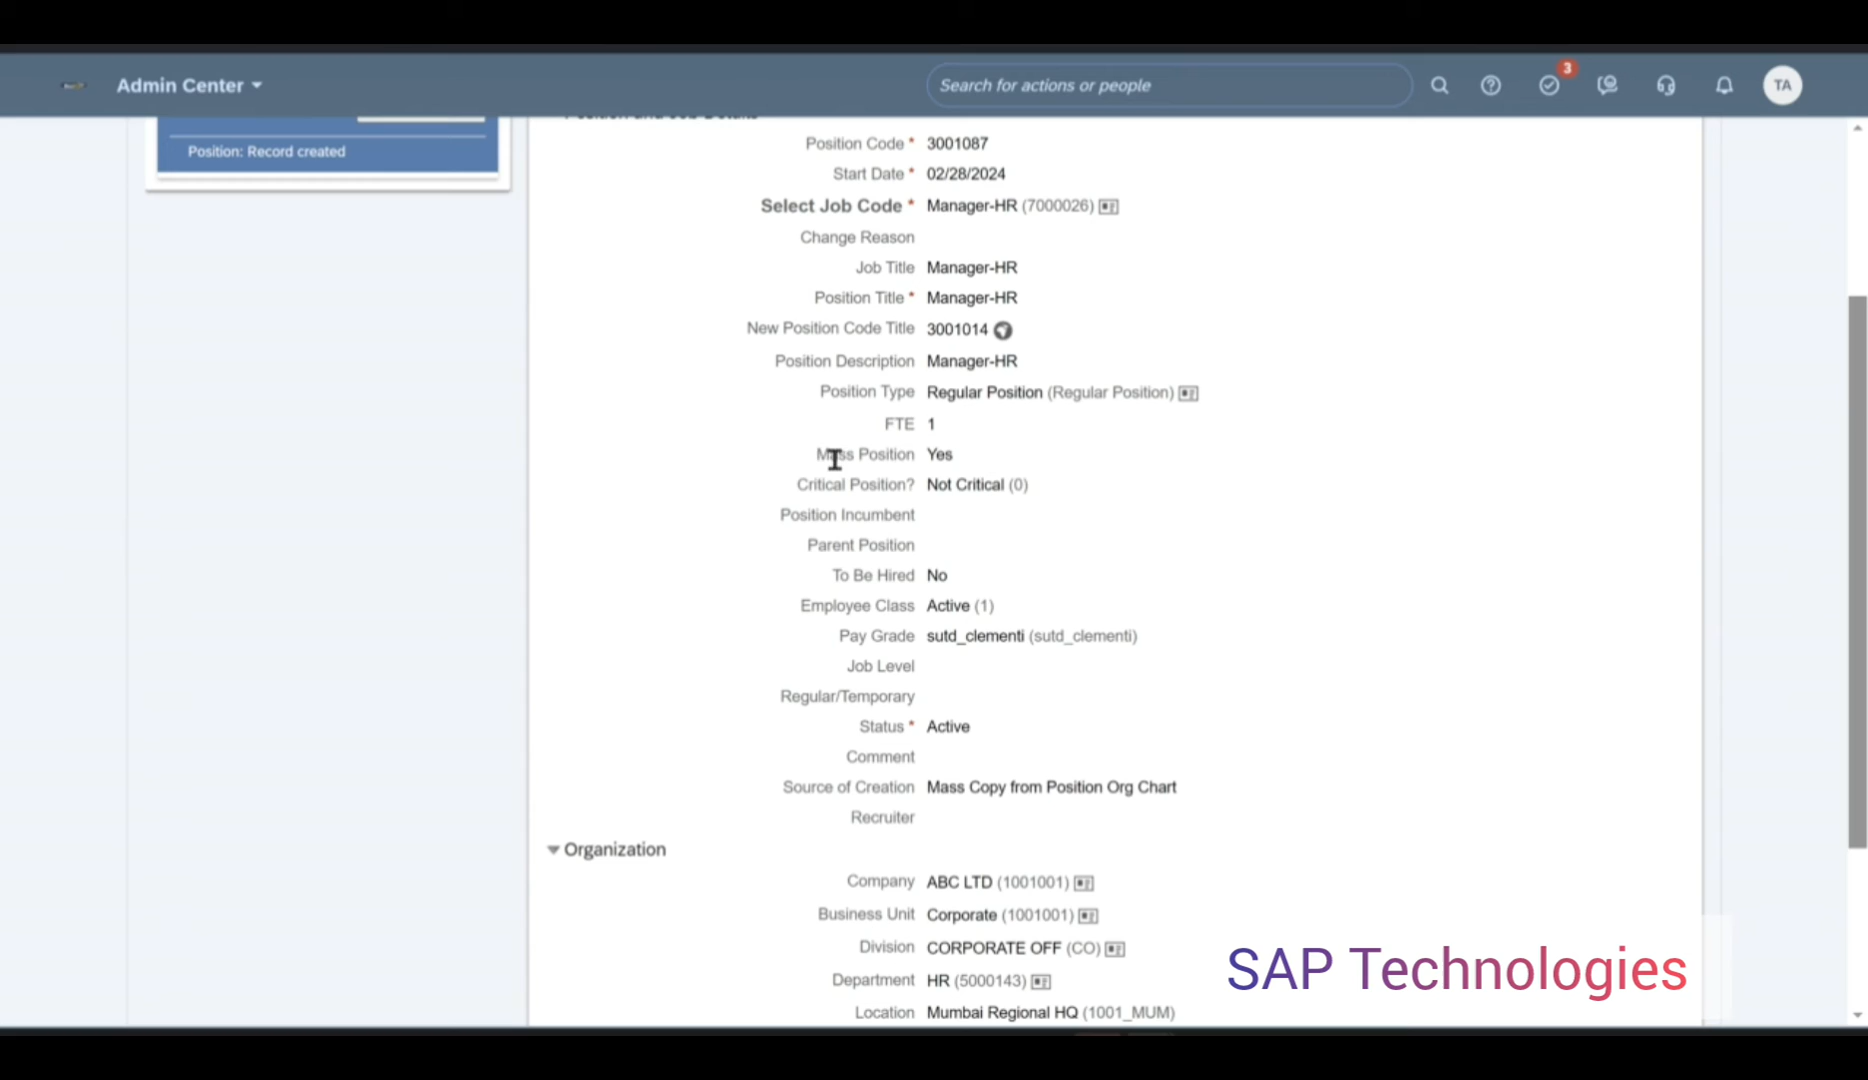 Admin Center
Search for actions or people
3
TA
Position: Record created
Position and Job Details
Position Code * 3001087
Start Date * 02/28/2024
Select Job Code * Manager-HR (7000026)
Change Reason
Job Title Manager-HR
Position Title * Manager-HR
New Position Code Title 3001014
Position Description Manager-HR
Position Type Regular Position (Regular Position)
FTE 1
Mass Position Yes
Critical Position? Not Critical (0)
Position Incumbent
Parent Position
To Be Hired No
Employee Class Active (1)
Pay Grade sutd_clementi (sutd_clementi)
Job Level
Regular/Temporary
Status * Active
Comment
Source of Creation Mass Copy from Position Org Chart
Recruiter
Organization
Company ABC LTD (1001001)
Business Unit Corporate (1001001)
Division CORPORATE OFF (CO)
Department HR (5000143)
Location Mumbai Regional HQ (1001_MUM)
SAP Technologies